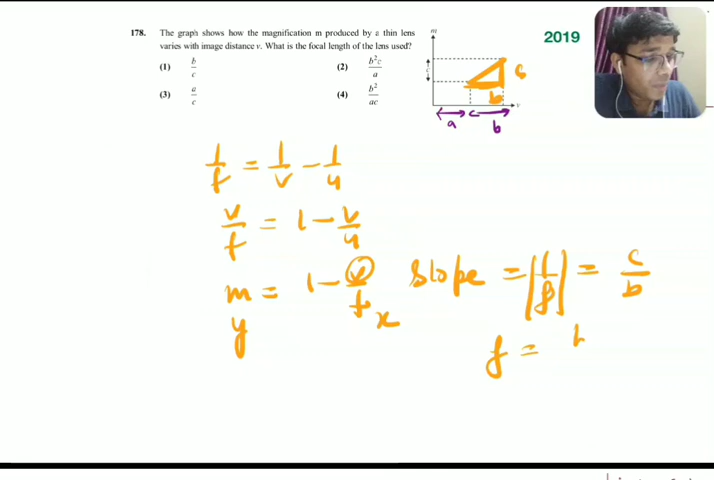 178. The graph shows how the magnification m produced by a thin lens
varies with image distance v. What is the focal length of the lens used?
2019
(1) b/c
(2) b²c/a
(3) a/c
(4) b²/ac
m
c
v
a
b
c
b
1/f = 1/v - 1/u
v/f = 1 - v/u
m = 1 - v/f
y
x
slope = |1/f| = c/b
f = b